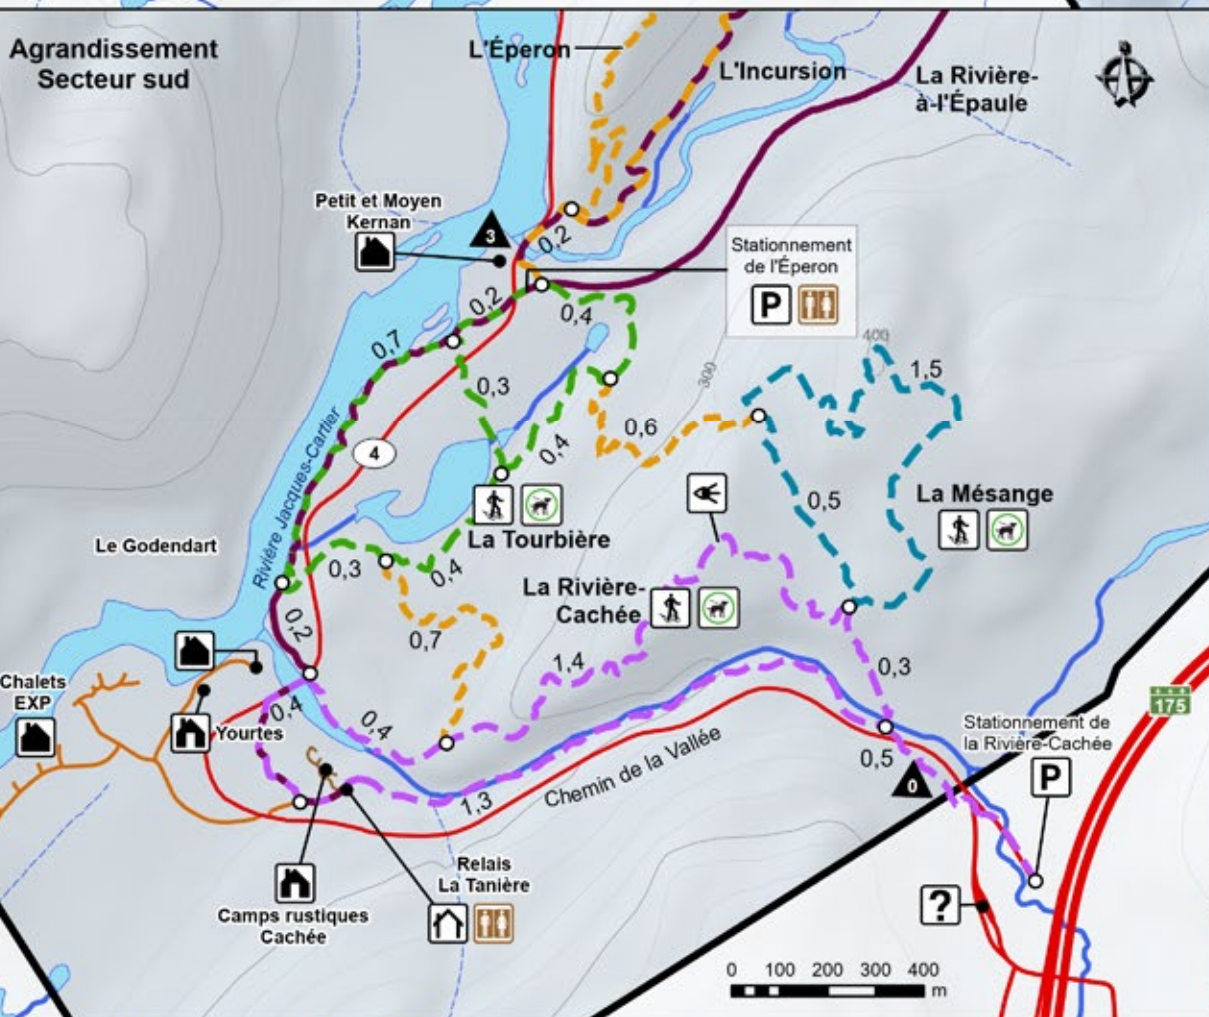 Agrandissement
Secteur sud
L'Éperon
L'Incursion
La Rivière-
à-l'Épaule
Petit et Moyen
Kernan
3
0,2
Stationnement
de l'Éperon
P
0,2
0,4
0,7
400
300
1,5
0,3
0,6
Rivière Jacques-Cartier
4
0,4
0,5
La Mésange
La Tourbière
Le Godendart
0,3
0,4
La Rivière-
Cachée
0,2
0,7
1,4
0,3
Chalets
EXP
175
0,4
0,4
Yourtes
Stationnement de
la Rivière-Cachée
P
Chemin de la Vallée
0,5
0
1,3
Relais
La Tanière
Camps rustiques
Cachée
?
0 100 200 300 400
m